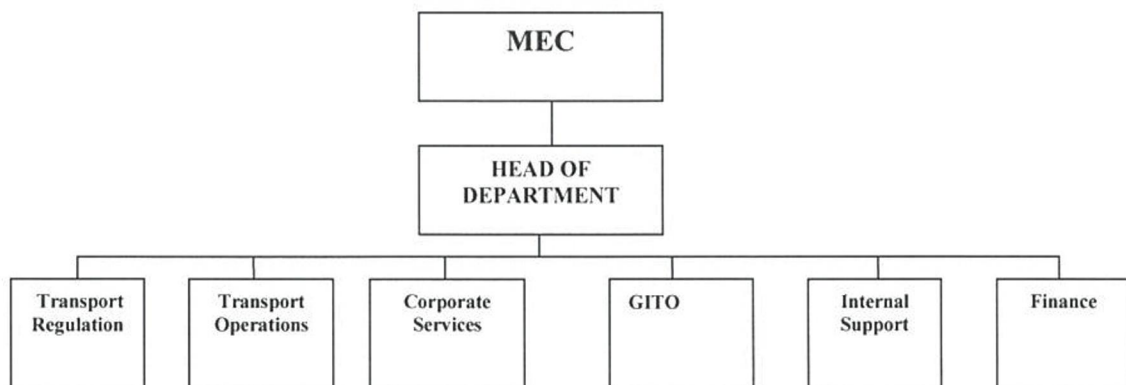 MEC
HEAD OF
DEPARTMENT
Transport
Regulation
Transport
Operations
Corporate
Services
GITO
Internal
Support
Finance